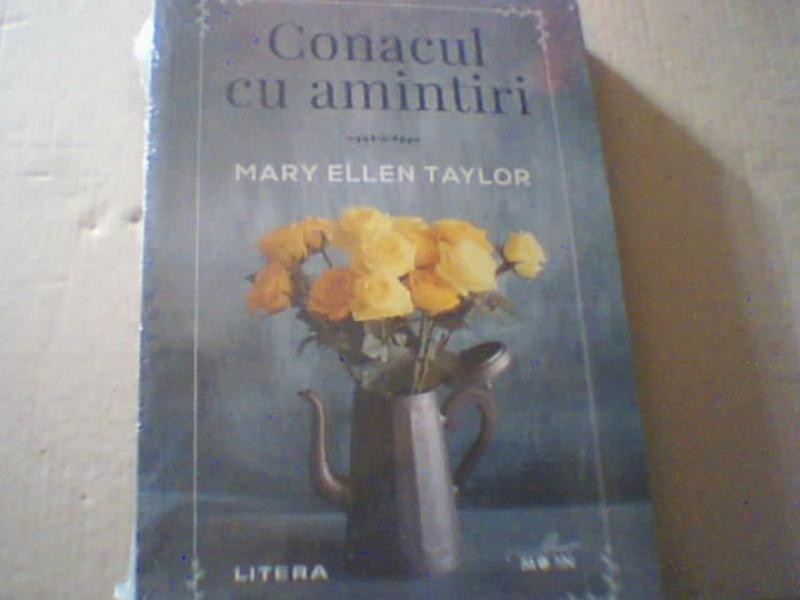 Conacul
cu amintiri
MARY ELLEN TAYLOR
LITERA